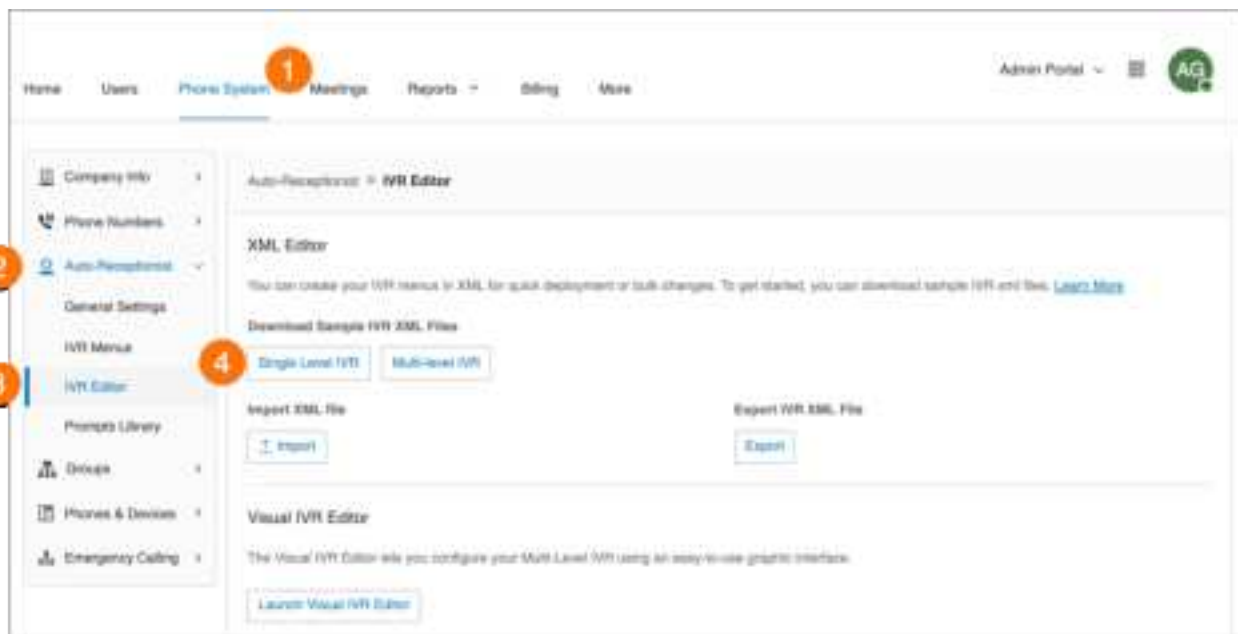 1
Admin Portal
AG
Home Users Phone System Meetings Reports Billing More
Company Info
Phone Numbers
2
Auto-Receptionist
General Settings
IVR Menus
3
IVR Editor
Prompts Library
Groups
Phones & Devices
Emergency Calling
Auto-Receptionist > IVR Editor
XML Editor
You can create your IVR menus in XML for quick deployment or bulk changes. To get started, you can download sample IVR xml files. Learn More
Download Sample IVR XML Files
4
Single Level IVR Multi-level IVR
Import XML file Export IVR XML File
Import Export
Visual IVR Editor
The Visual IVR Editor lets you configure your Multi-Level IVR using an easy-to-use graphic interface.
Launch Visual IVR Editor